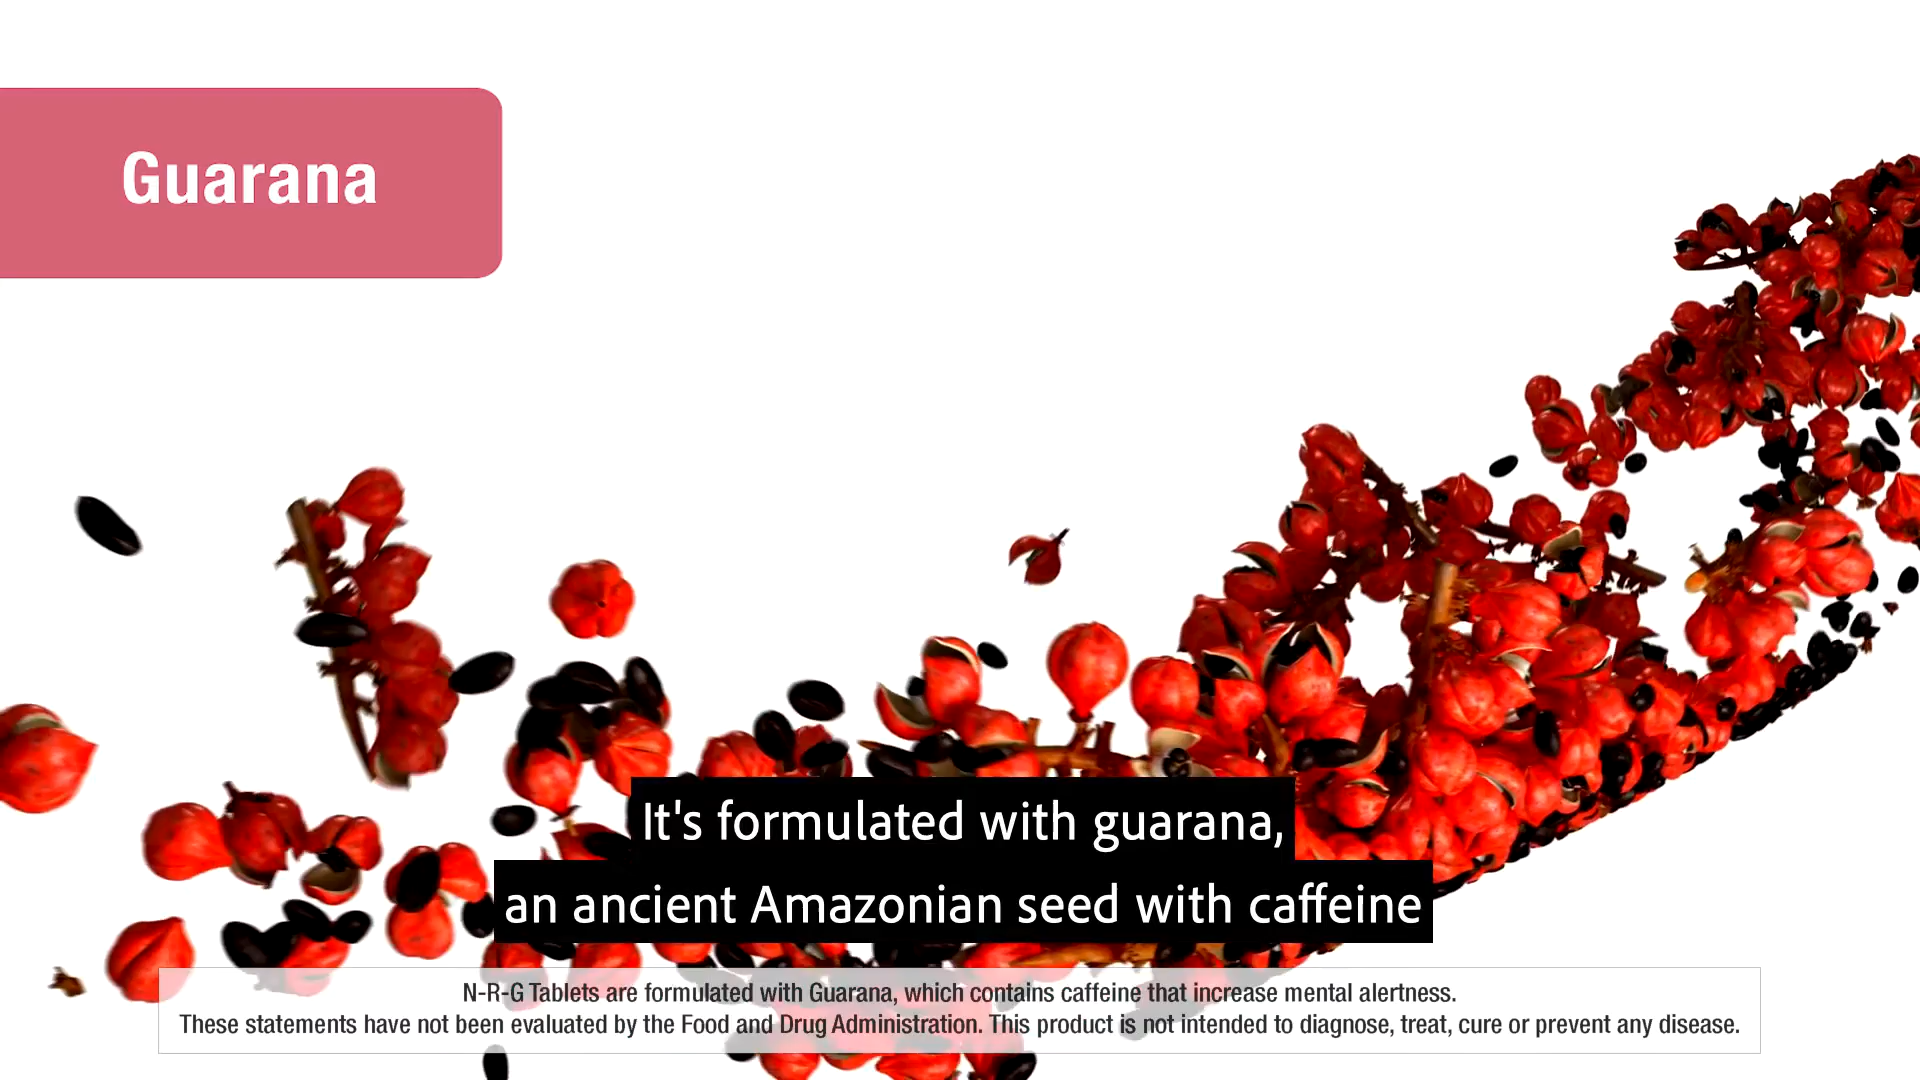 Guarana
It's formulated with guarana,
an ancient Amazonian seed with caffeine
N-R-G Tablets are formulated with Guarana, which contains caffeine that increase mental alertness.
These statements have not been evaluated by the Food and Drug Administration. This product is not intended to diagnose, treat, cure or prevent any disease.